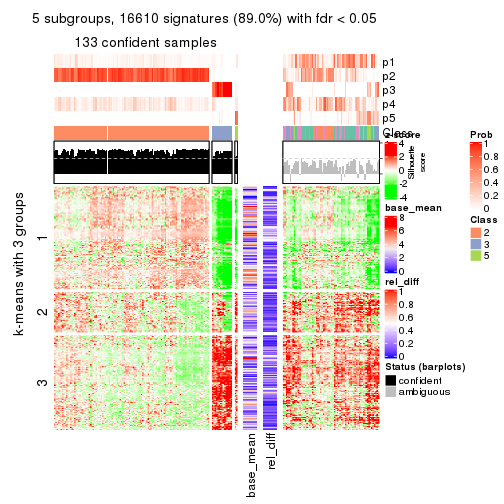 5 subgroups, 16610 signatures (89.0%) with fdr < 0.05
133 confident samples
p1
p2
p3
p4
p5
Class
z-score
4
2
0
-2
-4
Silhouette
score
Prob
1
0.8
0.6
0.4
0.2
0
base_mean
8
6
4
2
0
Class
2
3
5
rel_diff
1
0.8
0.6
0.4
0.2
0
Status (barplots)
confident
ambiguous
k-means with 3 groups
1
2
3
base_mean
rel_diff